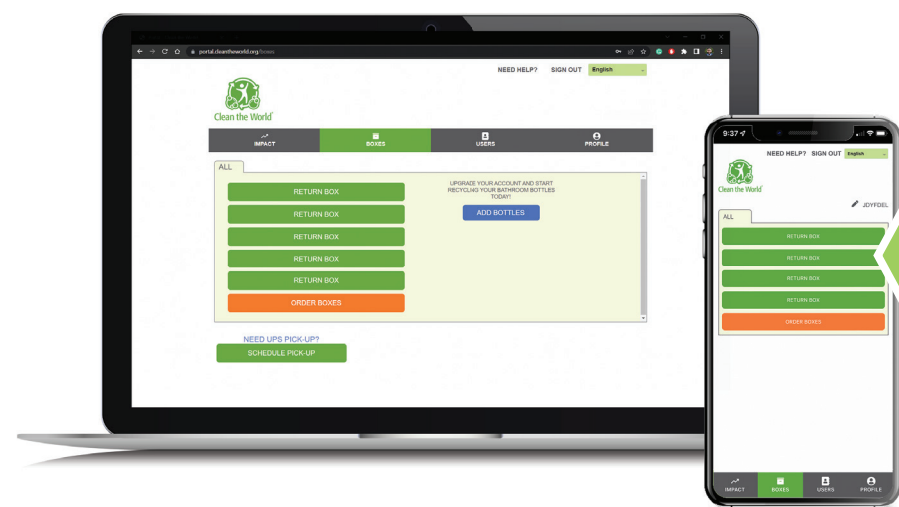 portal.cleantheworld.org/boxes
NEED HELP? SIGN OUT English
Clean the World
IMPACT BOXES USERS PROFILE
ALL
RETURN BOX
RETURN BOX
RETURN BOX
RETURN BOX
RETURN BOX
ORDER BOXES
UPGRADE YOUR ACCOUNT AND START
RECYCLING YOUR BATHROOM BOTTLES
TODAY!
ADD BOTTLES
NEED UPS PICK-UP?
SCHEDULE PICK-UP
9:37
NEED HELP? SIGN OUT English
Clean the World
JDYFDEL
ALL
RETURN BOX
RETURN BOX
RETURN BOX
RETURN BOX
ORDER BOXES
IMPACT BOXES USERS PROFILE